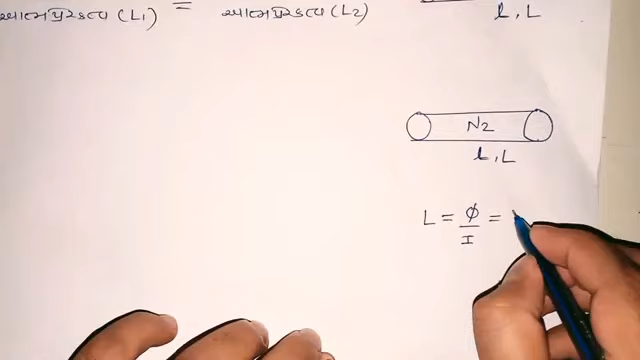 આત્મપ્રેરકત્વ (L₁) = આત્મપ્રેરકત્વ (L₂)
l, L
N₂
l, L
L = ϕ/I =